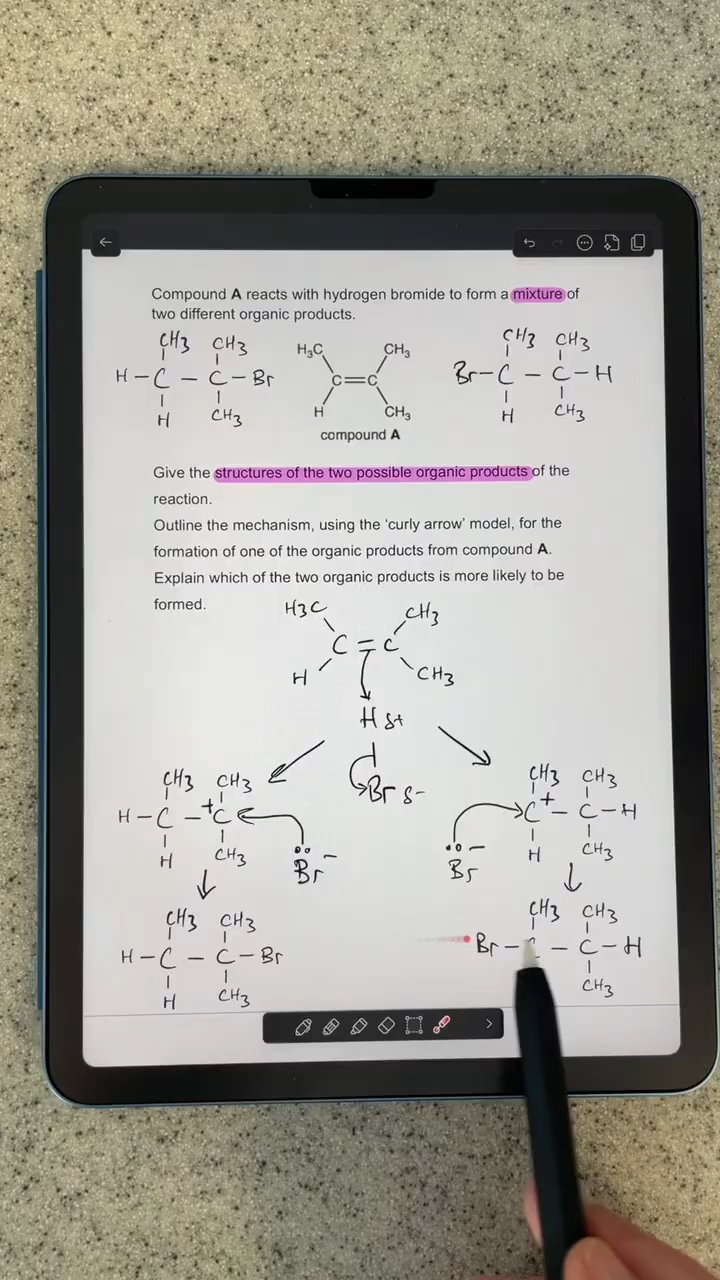 Compound A reacts with hydrogen bromide to form a mixture of
two different organic products.
CH3 CH3
H - C - C - Br
H CH3
H3C CH3
C = C
H CH3
compound A
CH3 CH3
Br - C - C - H
H CH3
Give the structures of the two possible organic products of the
reaction.
Outline the mechanism, using the ‘curly arrow’ model, for the
formation of one of the organic products from compound A.
Explain which of the two organic products is more likely to be
formed.
H3C CH3
C = C
H CH3
H δ+
Br δ-
CH3 CH3
H - C - +C
H CH3
Br -
CH3 CH3
C+ - C - H
H CH3
Br -
CH3 CH3
H - C - C - Br
H CH3
CH3 CH3
Br - C - C - H
CH3